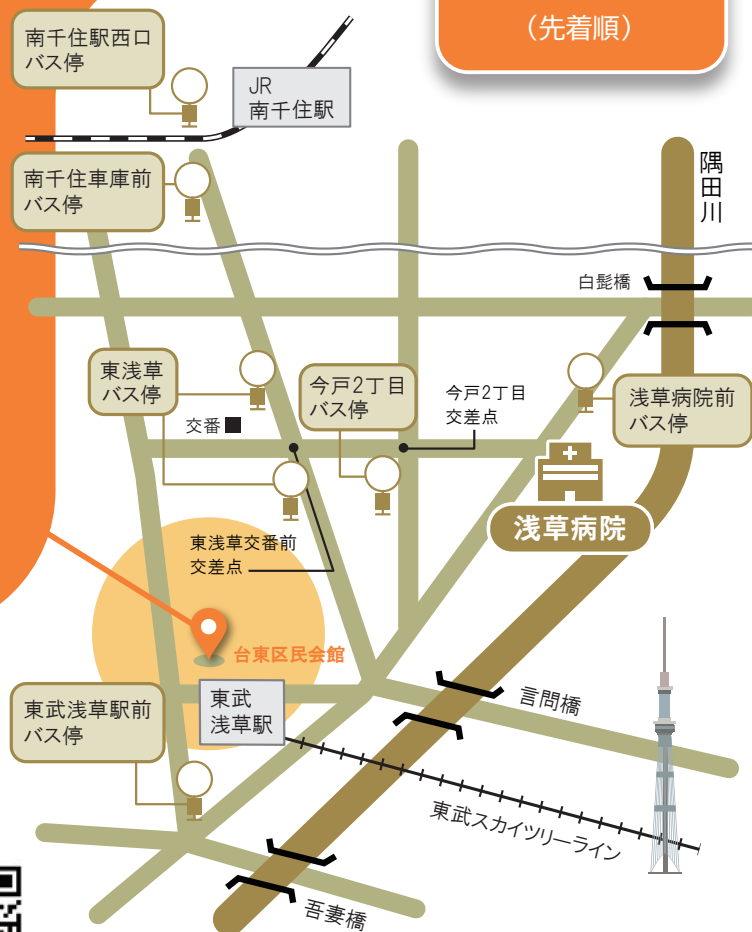 (先着順)
南千住駅西口
バス停
JR
南千住駅
南千住車庫前
バス停
隅田川
白髭橋
東浅草
バス停
今戸2丁目
バス停
今戸2丁目
交差点
浅草病院前
バス停
交番
浅草病院
東浅草交番前
交差点
台東区民会館
東武
浅草駅
東武浅草駅前
バス停
言問橋
東武スカイツリーライン
吾妻橋